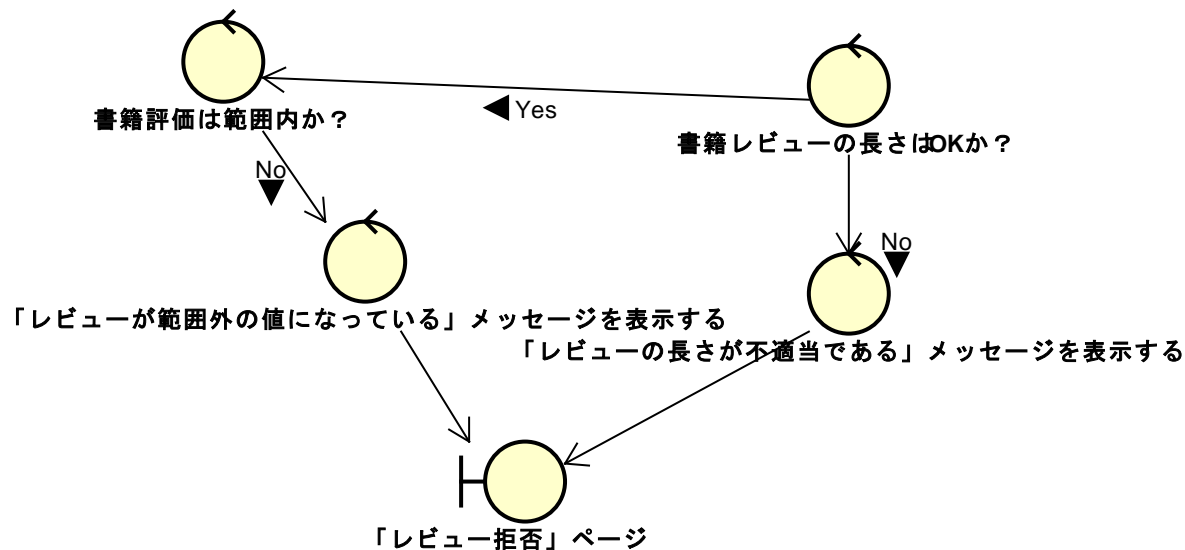 書籍評価は範囲内か？
Yes
書籍レビューの長さはOKか？
No
No
「レビューが範囲外の値になっている」メッセージを表示する
「レビューの長さが不適当である」メッセージを表示する
「レビュー拒否」ページ